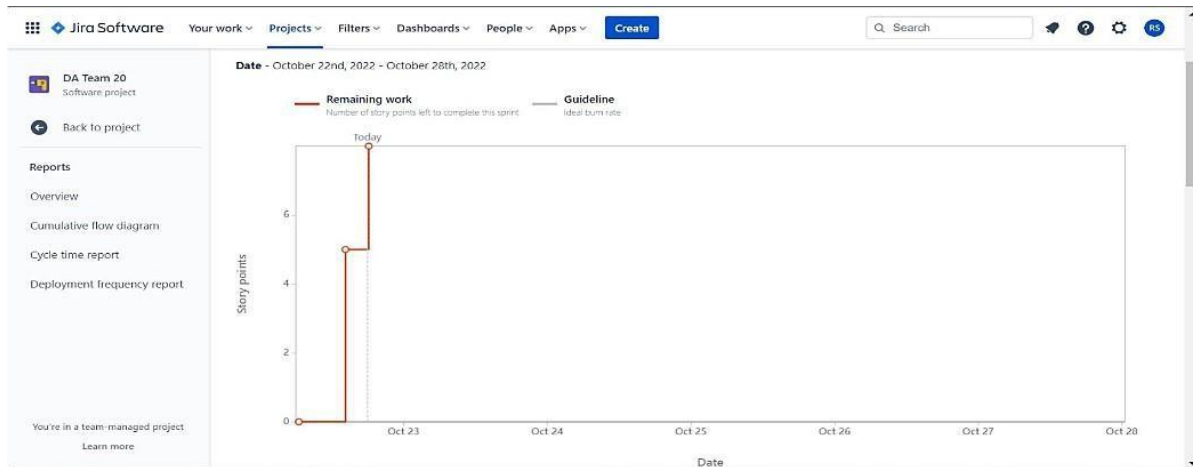 Jira Software Your work Projects Filters Dashboards People Apps Create Search RS
DA Team 20
Software project
Back to project
Reports
Overview
Cumulative flow diagram
Cycle time report
Deployment frequency report
You're in a team-managed project
Learn more
Date - October 22nd, 2022 - October 28th, 2022
Remaining work
Number of story points left to complete this sprint
Guideline
Ideal burn rate
Today
Story points
6
4
2
0
Oct 23 Oct 24 Oct 25 Oct 26 Oct 27 Oct 28
Date